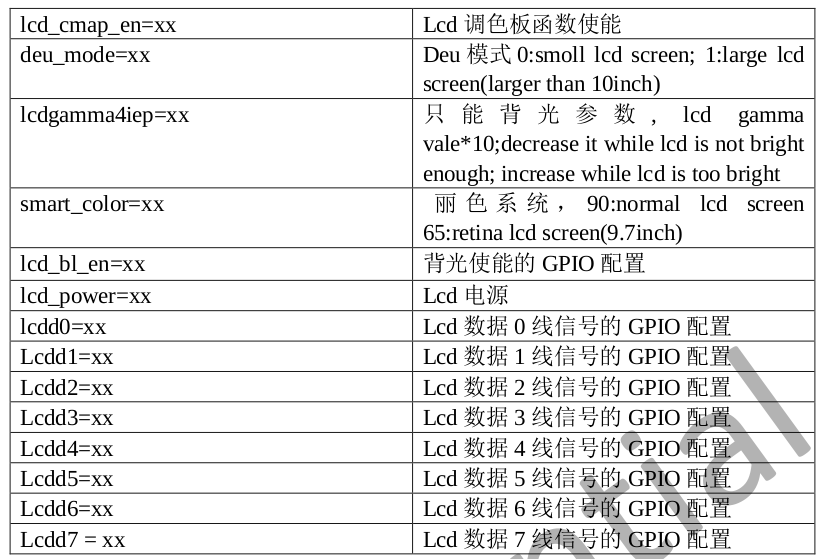 lcd_cmap_en=xx Lcd 调色板函数使能
deu_mode=xx Deu 模式 0:smoll lcd screen; 1:large lcd
screen(larger than 10inch)
lcdgamma4iep=xx 只能背光参数, lcd gamma
vale*10;decrease it while lcd is not bright
enough; increase while lcd is too bright
smart_color=xx 丽色系统, 90:normal lcd screen
65:retina lcd screen(9.7inch)
lcd_bl_en=xx 背光使能的 GPIO 配置
lcd_power=xx Lcd 电源
lcdd0=xx Lcd 数据 0 线信号的 GPIO 配置
Lcdd1=xx Lcd 数据 1 线信号的 GPIO 配置
Lcdd2=xx Lcd 数据 2 线信号的 GPIO 配置
Lcdd3=xx Lcd 数据 3 线信号的 GPIO 配置
Lcdd4=xx Lcd 数据 4 线信号的 GPIO 配置
Lcdd5=xx Lcd 数据 5 线信号的 GPIO 配置
Lcdd6=xx Lcd 数据 6 线信号的 GPIO 配置
Lcdd7 = xx Lcd 数据 7 线信号的 GPIO 配置
ntial